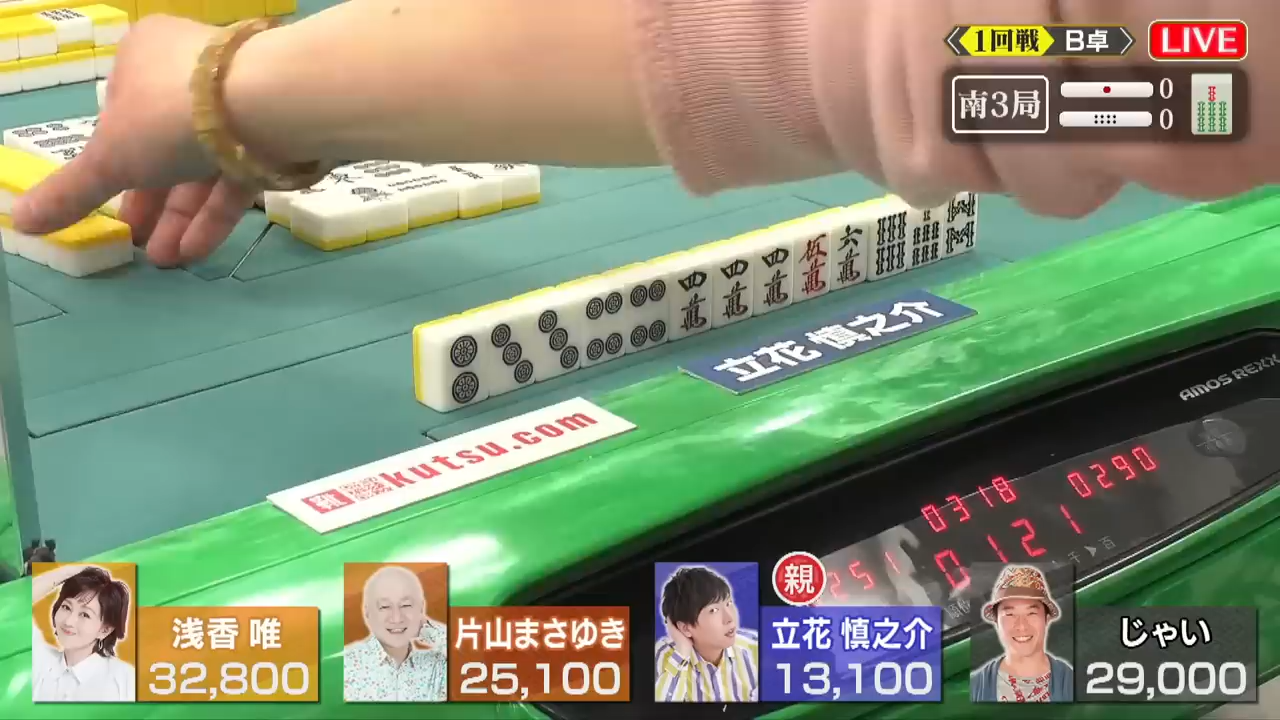 1回戦 B卓 LIVE
南3局 0
0
四 四 四 伍 六
萬 萬 萬 萬 萬
立花 慎之介
kutsu.com
AMOS REXX
0318 0290
251 0121
親
浅香 唯
32,800
片山まさゆき
25,100
立花 慎之介
13,100
じゃい
29,000